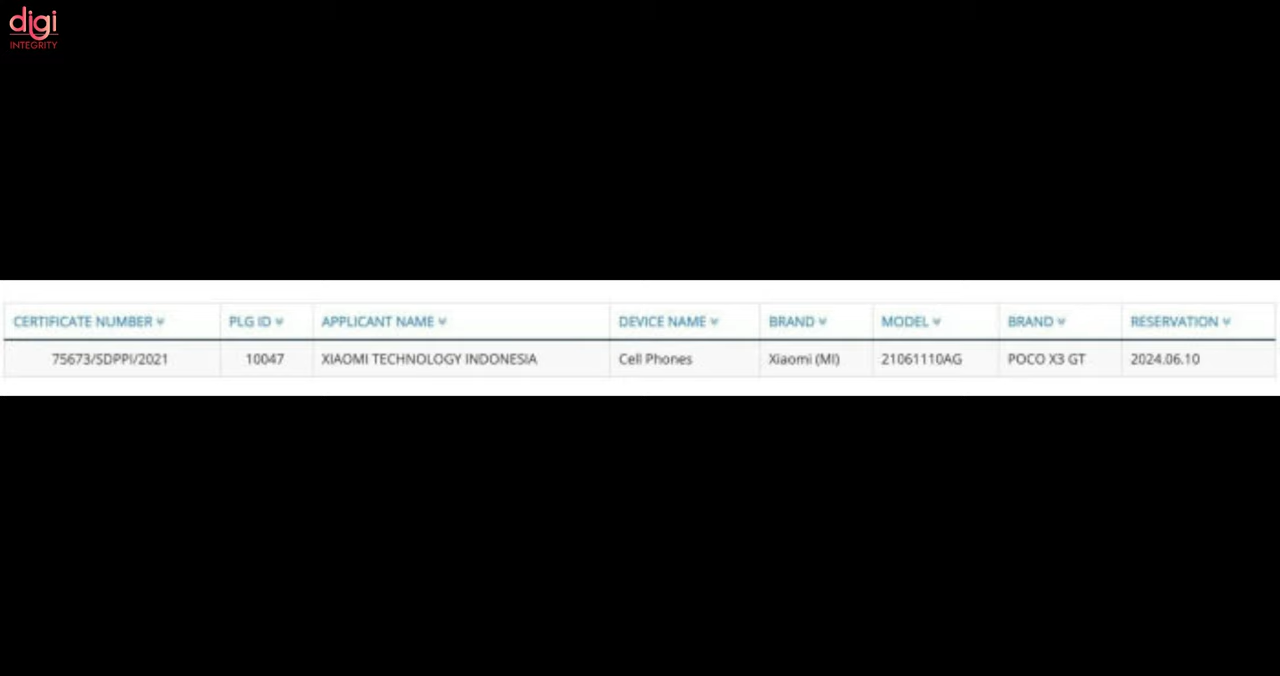 digi
INTEGRITY
CERTIFICATE NUMBER PLG ID APPLICANT NAME DEVICE NAME BRAND MODEL BRAND RESERVATION
75673/SDPPI/2021 10047 XIAOMI TECHNOLOGY INDONESIA Cell Phones Xiaomi (MI) 21061110AG POCO X3 GT 2024.06.10